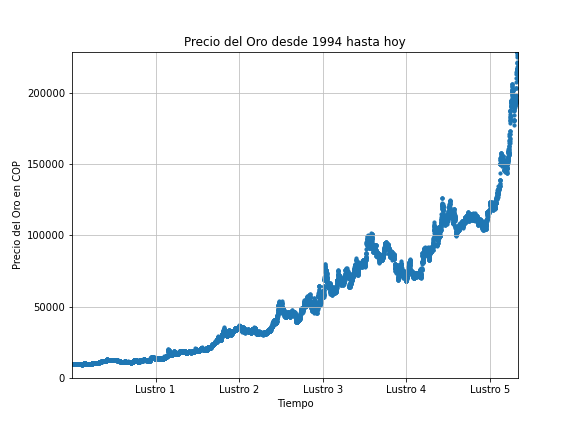 Precio del Oro desde 1994 hasta hoy
Precio del Oro en COP
200000
150000
100000
50000
0
Lustro 1 Lustro 2 Lustro 3 Lustro 4 Lustro 5
Tiempo